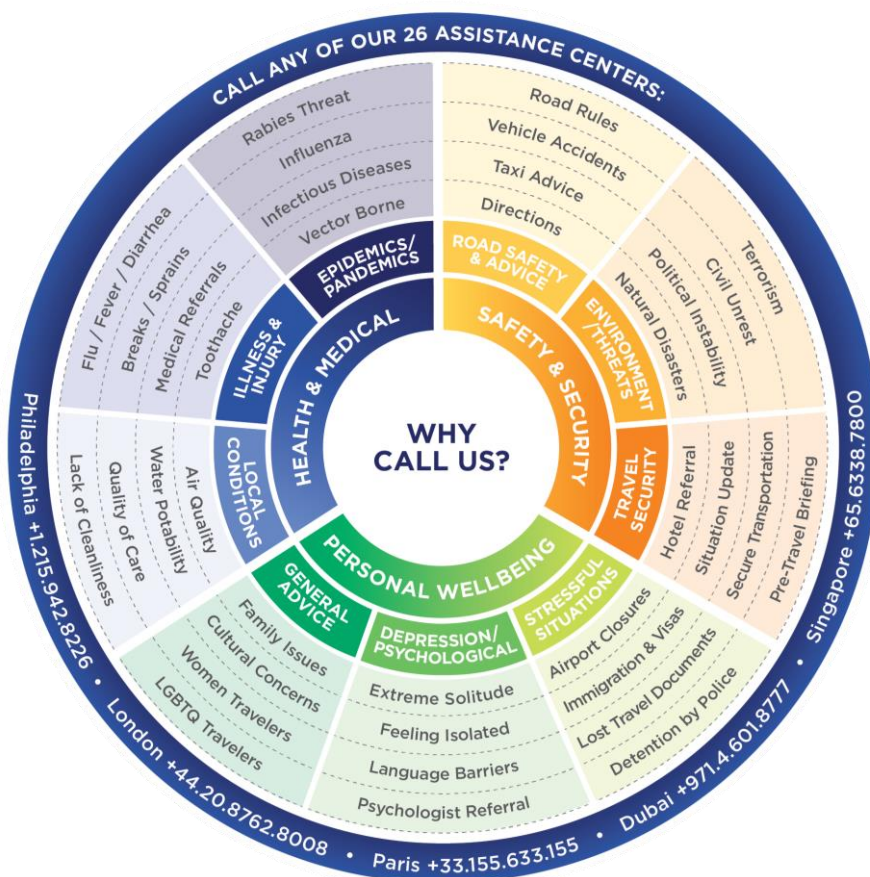 CALL ANY OF OUR 26 ASSISTANCE CENTERS:
WHY
CALL US?
HEALTH & MEDICAL
EPIDEMICS/
PANDEMICS
Rabies Threat
Influenza
Infectious Diseases
Vector Borne
ILLNESS &
INJURY
Flu / Fever / Diarrhea
Breaks / Sprains
Medical Referrals
Toothache
LOCAL
CONDITIONS
Lack of Cleanliness
Quality of Care
Water Potability
Air Quality
SAFETY & SECURITY
ROAD SAFETY
& ADVICE
Road Rules
Vehicle Accidents
Taxi Advice
Directions
ENVIRONMENT
/THREATS
Terrorism
Civil Unrest
Political Instability
Natural Disasters
TRAVEL
SECURITY
Hotel Referral
Situation Update
Secure Transportation
Pre-Travel Briefing
PERSONAL WELLBEING
GENERAL
ADVICE
Family Issues
Cultural Concerns
Women Travelers
LGBTQ Travelers
DEPRESSION/
PSYCHOLOGICAL
Extreme Solitude
Feeling Isolated
Language Barriers
Psychologist Referral
STRESSFUL
SITUATIONS
Airport Closures
Immigration & Visas
Lost Travel Documents
Detention by Police
Philadelphia +1.215.942.8226 • London +44.20.8762.8008 • Paris +33.155.633.155 • Dubai +971.4.601.8777 • Singapore +65.6338.7800